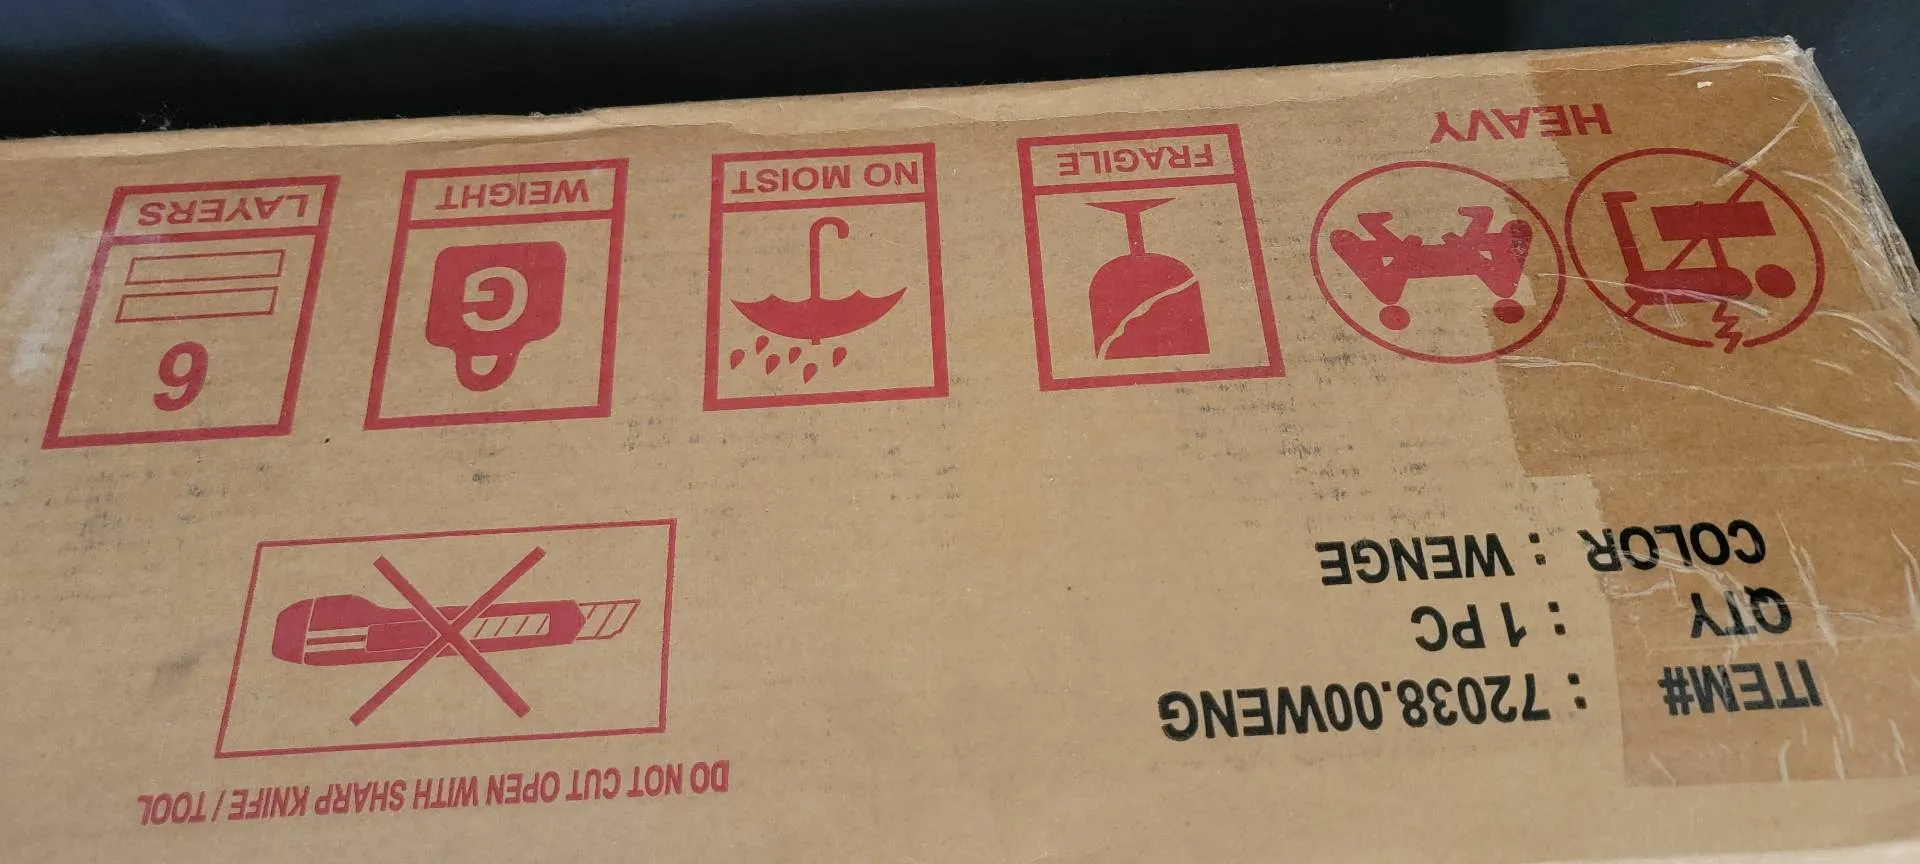 ITEM# : 72038.00WENG
QTY : 1 PC
COLOR : WENGE
DO NOT CUT OPEN WITH SHARP KNIFE / TOOL
HEAVY
FRAGILE
NO MOIST
G
WEIGHT
6
LAYERS